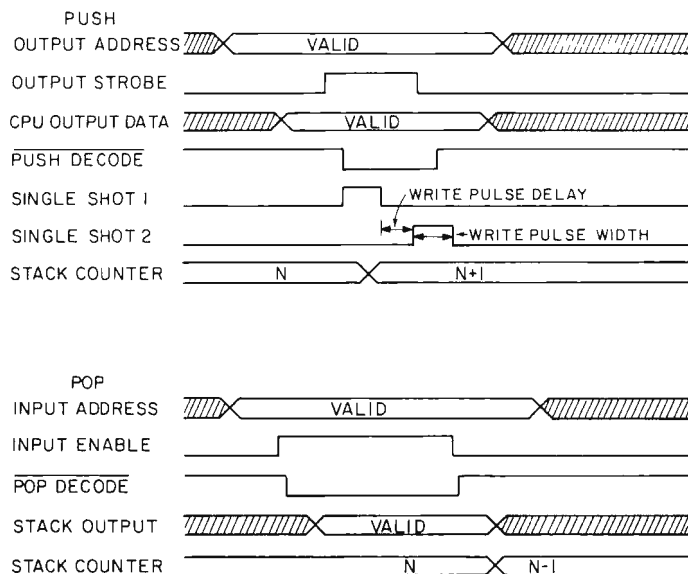 PUSH
OUTPUT ADDRESS VALID
OUTPUT STROBE
CPU OUTPUT DATA VALID
PUSH DECODE
SINGLE SHOT 1
WRITE PULSE DELAY
SINGLE SHOT 2 WRITE PULSE WIDTH
STACK COUNTER N N+1
POP
INPUT ADDRESS VALID
INPUT ENABLE
POP DECODE
STACK OUTPUT VALID
STACK COUNTER N N-1